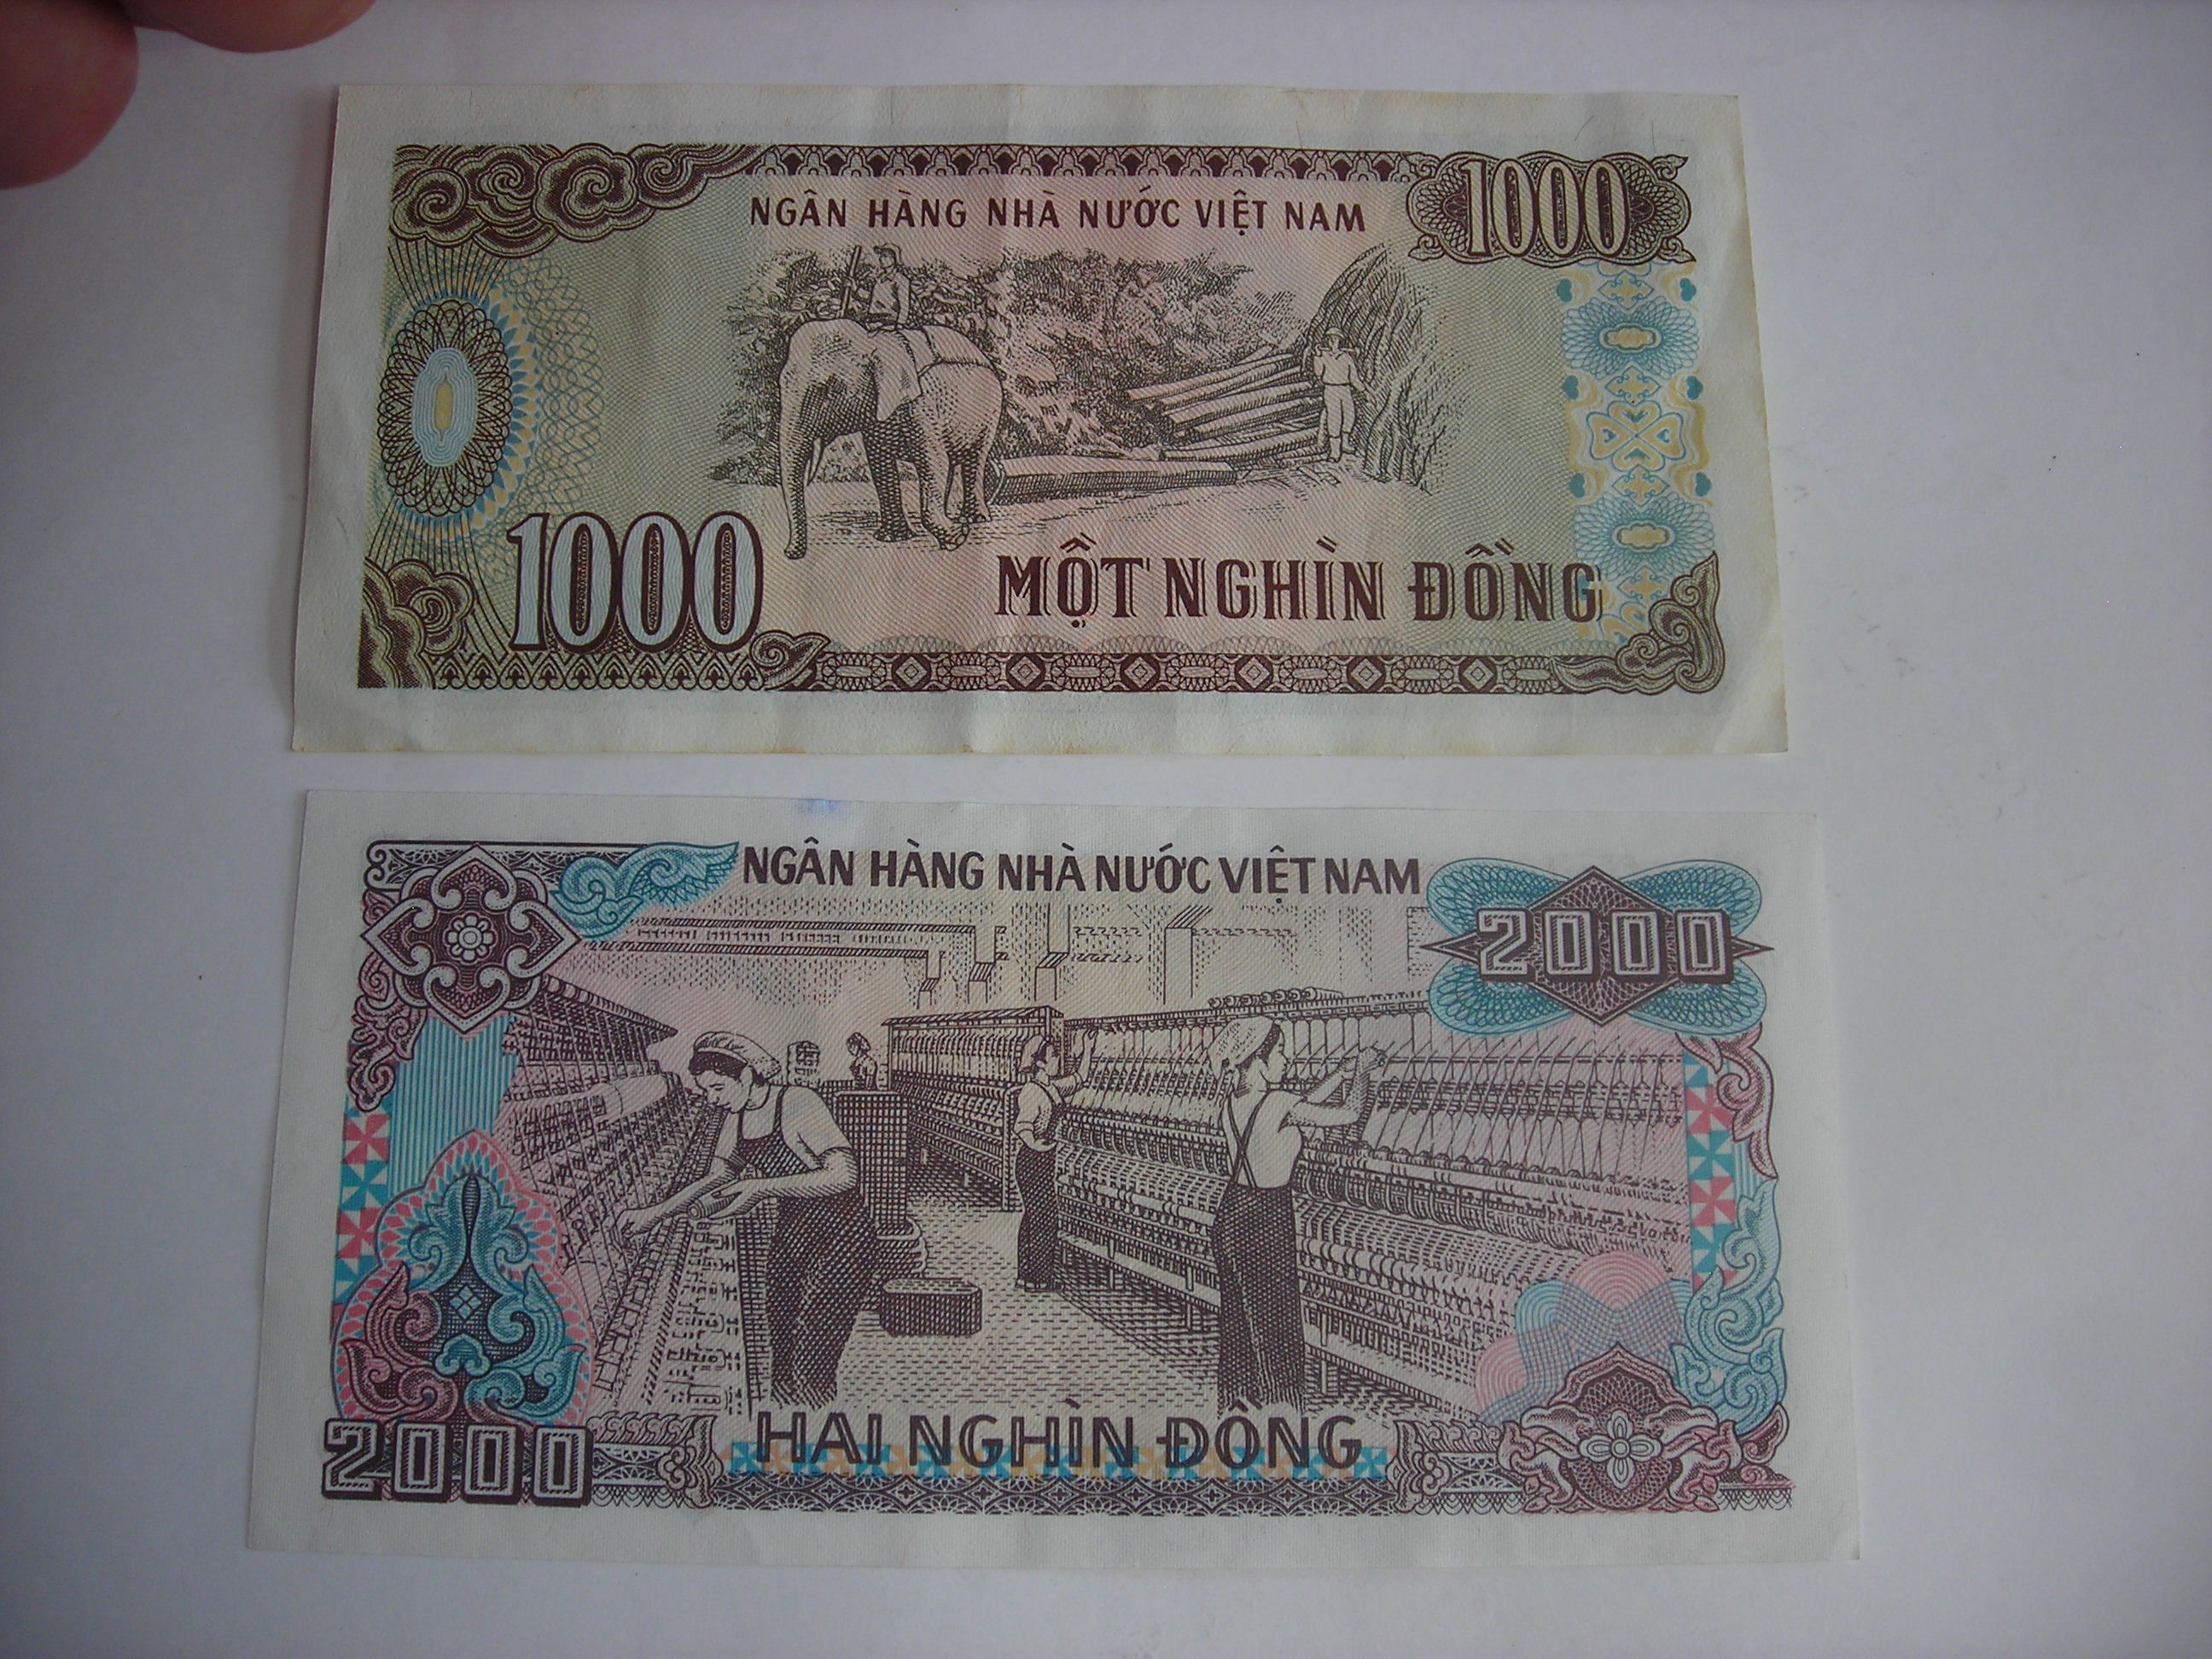 NGÂN HÀNG NHÀ NƯỚC VIỆT NAM
1000
1000
MỘT NGHÌN ĐỒNG
NGÂN HÀNG NHÀ NƯỚC VIỆT NAM
2000
HAI NGHÌN ĐỒNG
2000